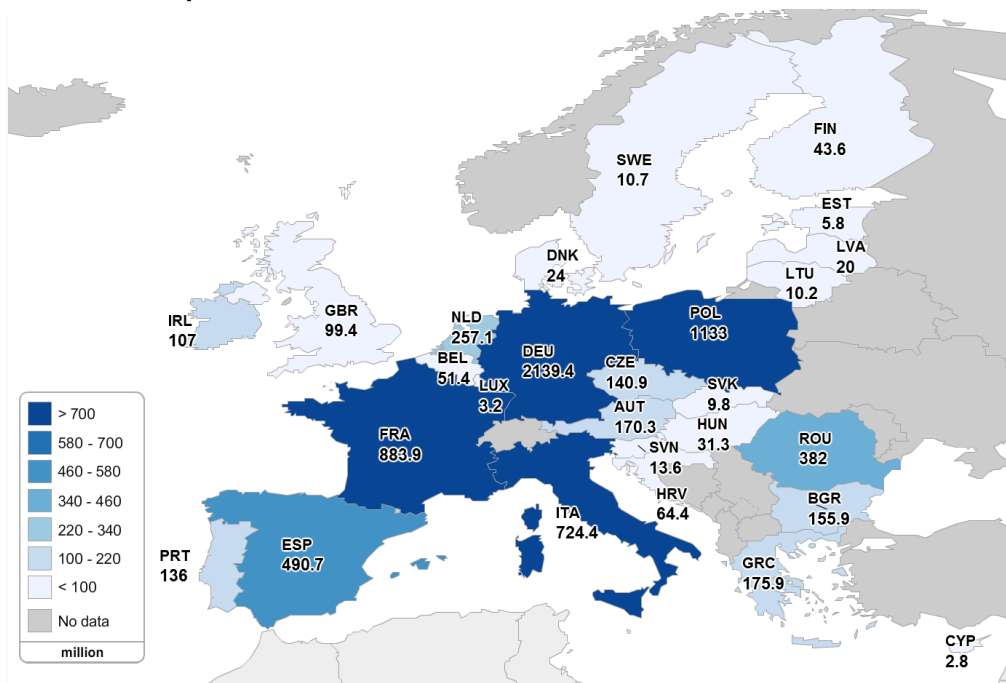 FIN
43.6
SWE
10.7
EST
5.8
LVA
20
DNK
24
LTU
10.2
GBR
99.4
IRL
107
NLD
257.1
POL
1133
BEL
51.4
DEU
2139.4
CZE
140.9
LUX
3.2
SVK
9.8
AUT
170.3
HUN
31.3
FRA
883.9
SVN
13.6
ROU
382
HRV
64.4
BGR
155.9
ITA
724.4
ESP
490.7
PRT
136
GRC
175.9
CYP
2.8
> 700
580 - 700
460 - 580
340 - 460
220 - 340
100 - 220
< 100
No data
million